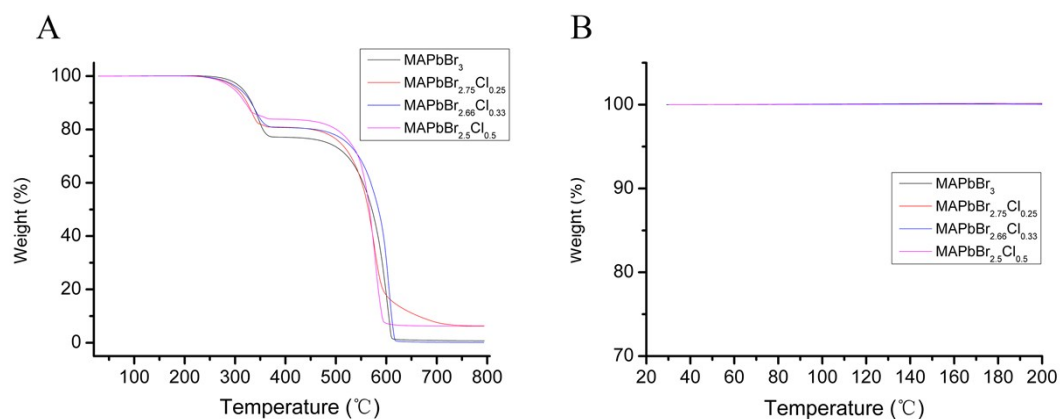 A
Weight (%)
100
80
60
40
20
0
MAPbBr₃
MAPbBr₂.₇₅Cl₀.₂₅
MAPbBr₂.₆₆Cl₀.₃₃
MAPbBr₂.₅Cl₀.₅
100 200 300 400 500 600 700 800
Temperature (℃)
B
Weight (%)
100
90
80
70
MAPbBr₃
MAPbBr₂.₇₅Cl₀.₂₅
MAPbBr₂.₆₆Cl₀.₃₃
MAPbBr₂.₅Cl₀.₅
20 40 60 80 100 120 140 160 180 200
Temperature (℃)